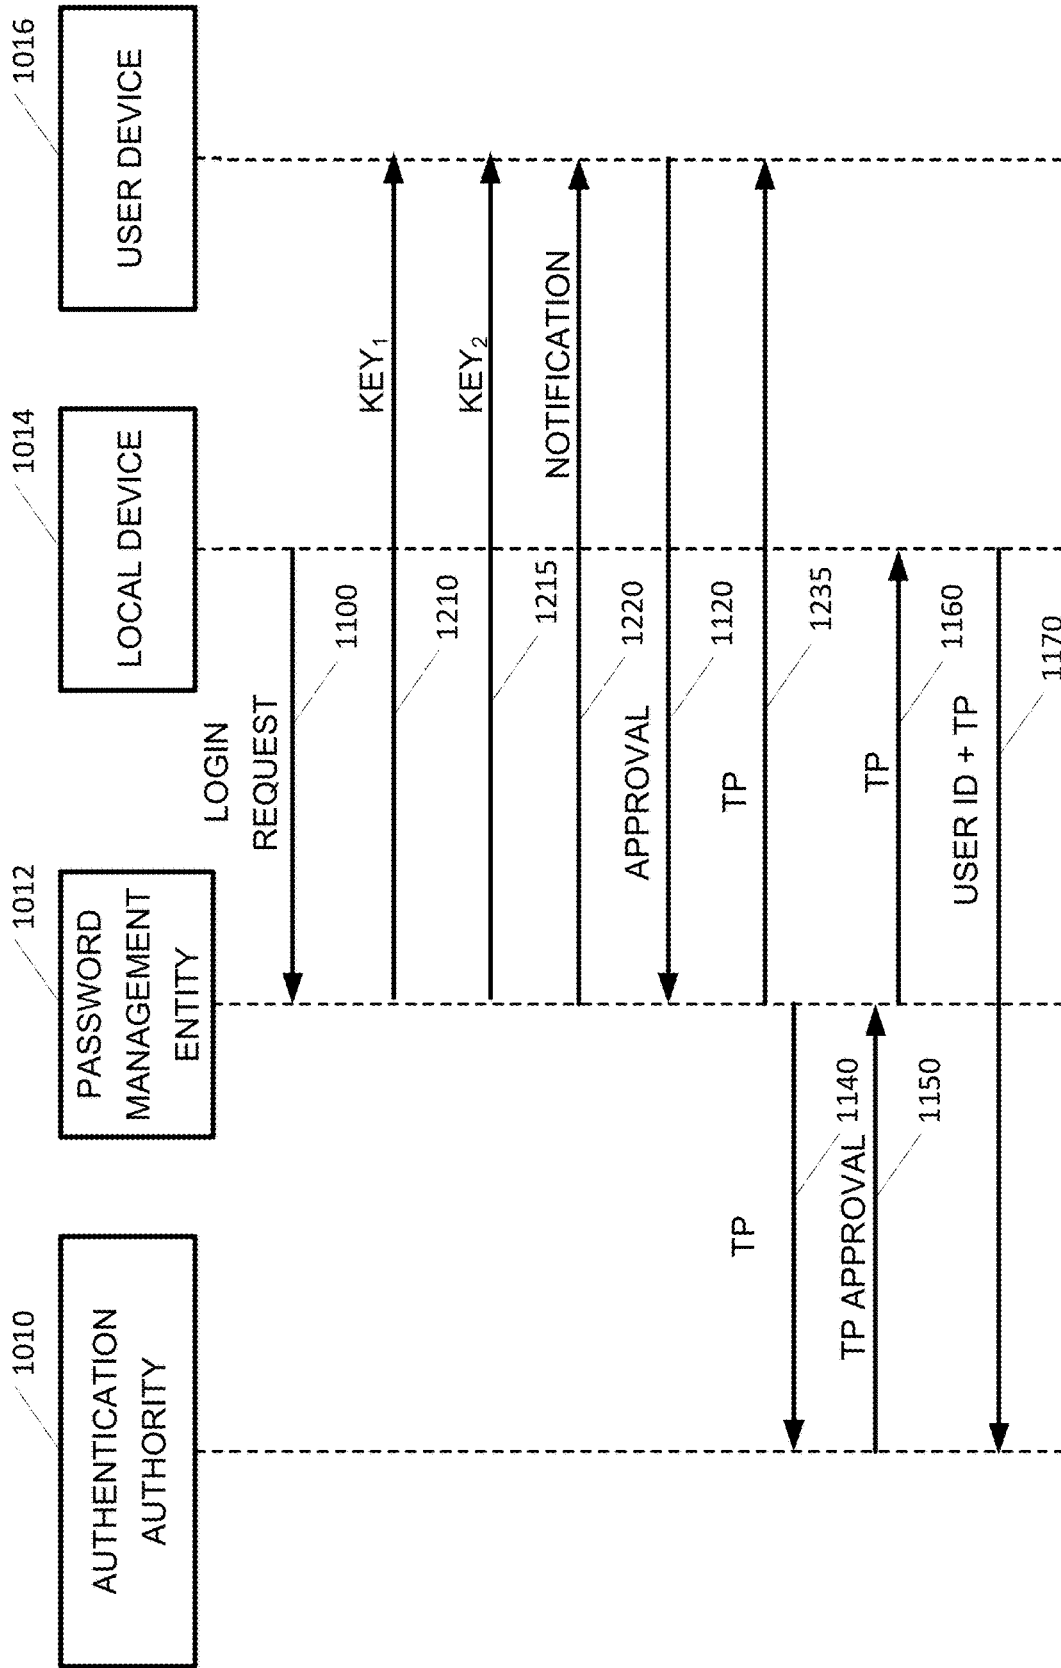 1010
AUTHENTICATION
AUTHORITY
1012
PASSWORD
MANAGEMENT
ENTITY
1014
LOCAL DEVICE
1016
USER DEVICE
LOGIN
REQUEST
1100
KEY₁
1210
KEY₂
1215
NOTIFICATION
1220
APPROVAL
1120
TP
1235
TP
1140
TP APPROVAL
1150
TP
1160
USER ID + TP
1170